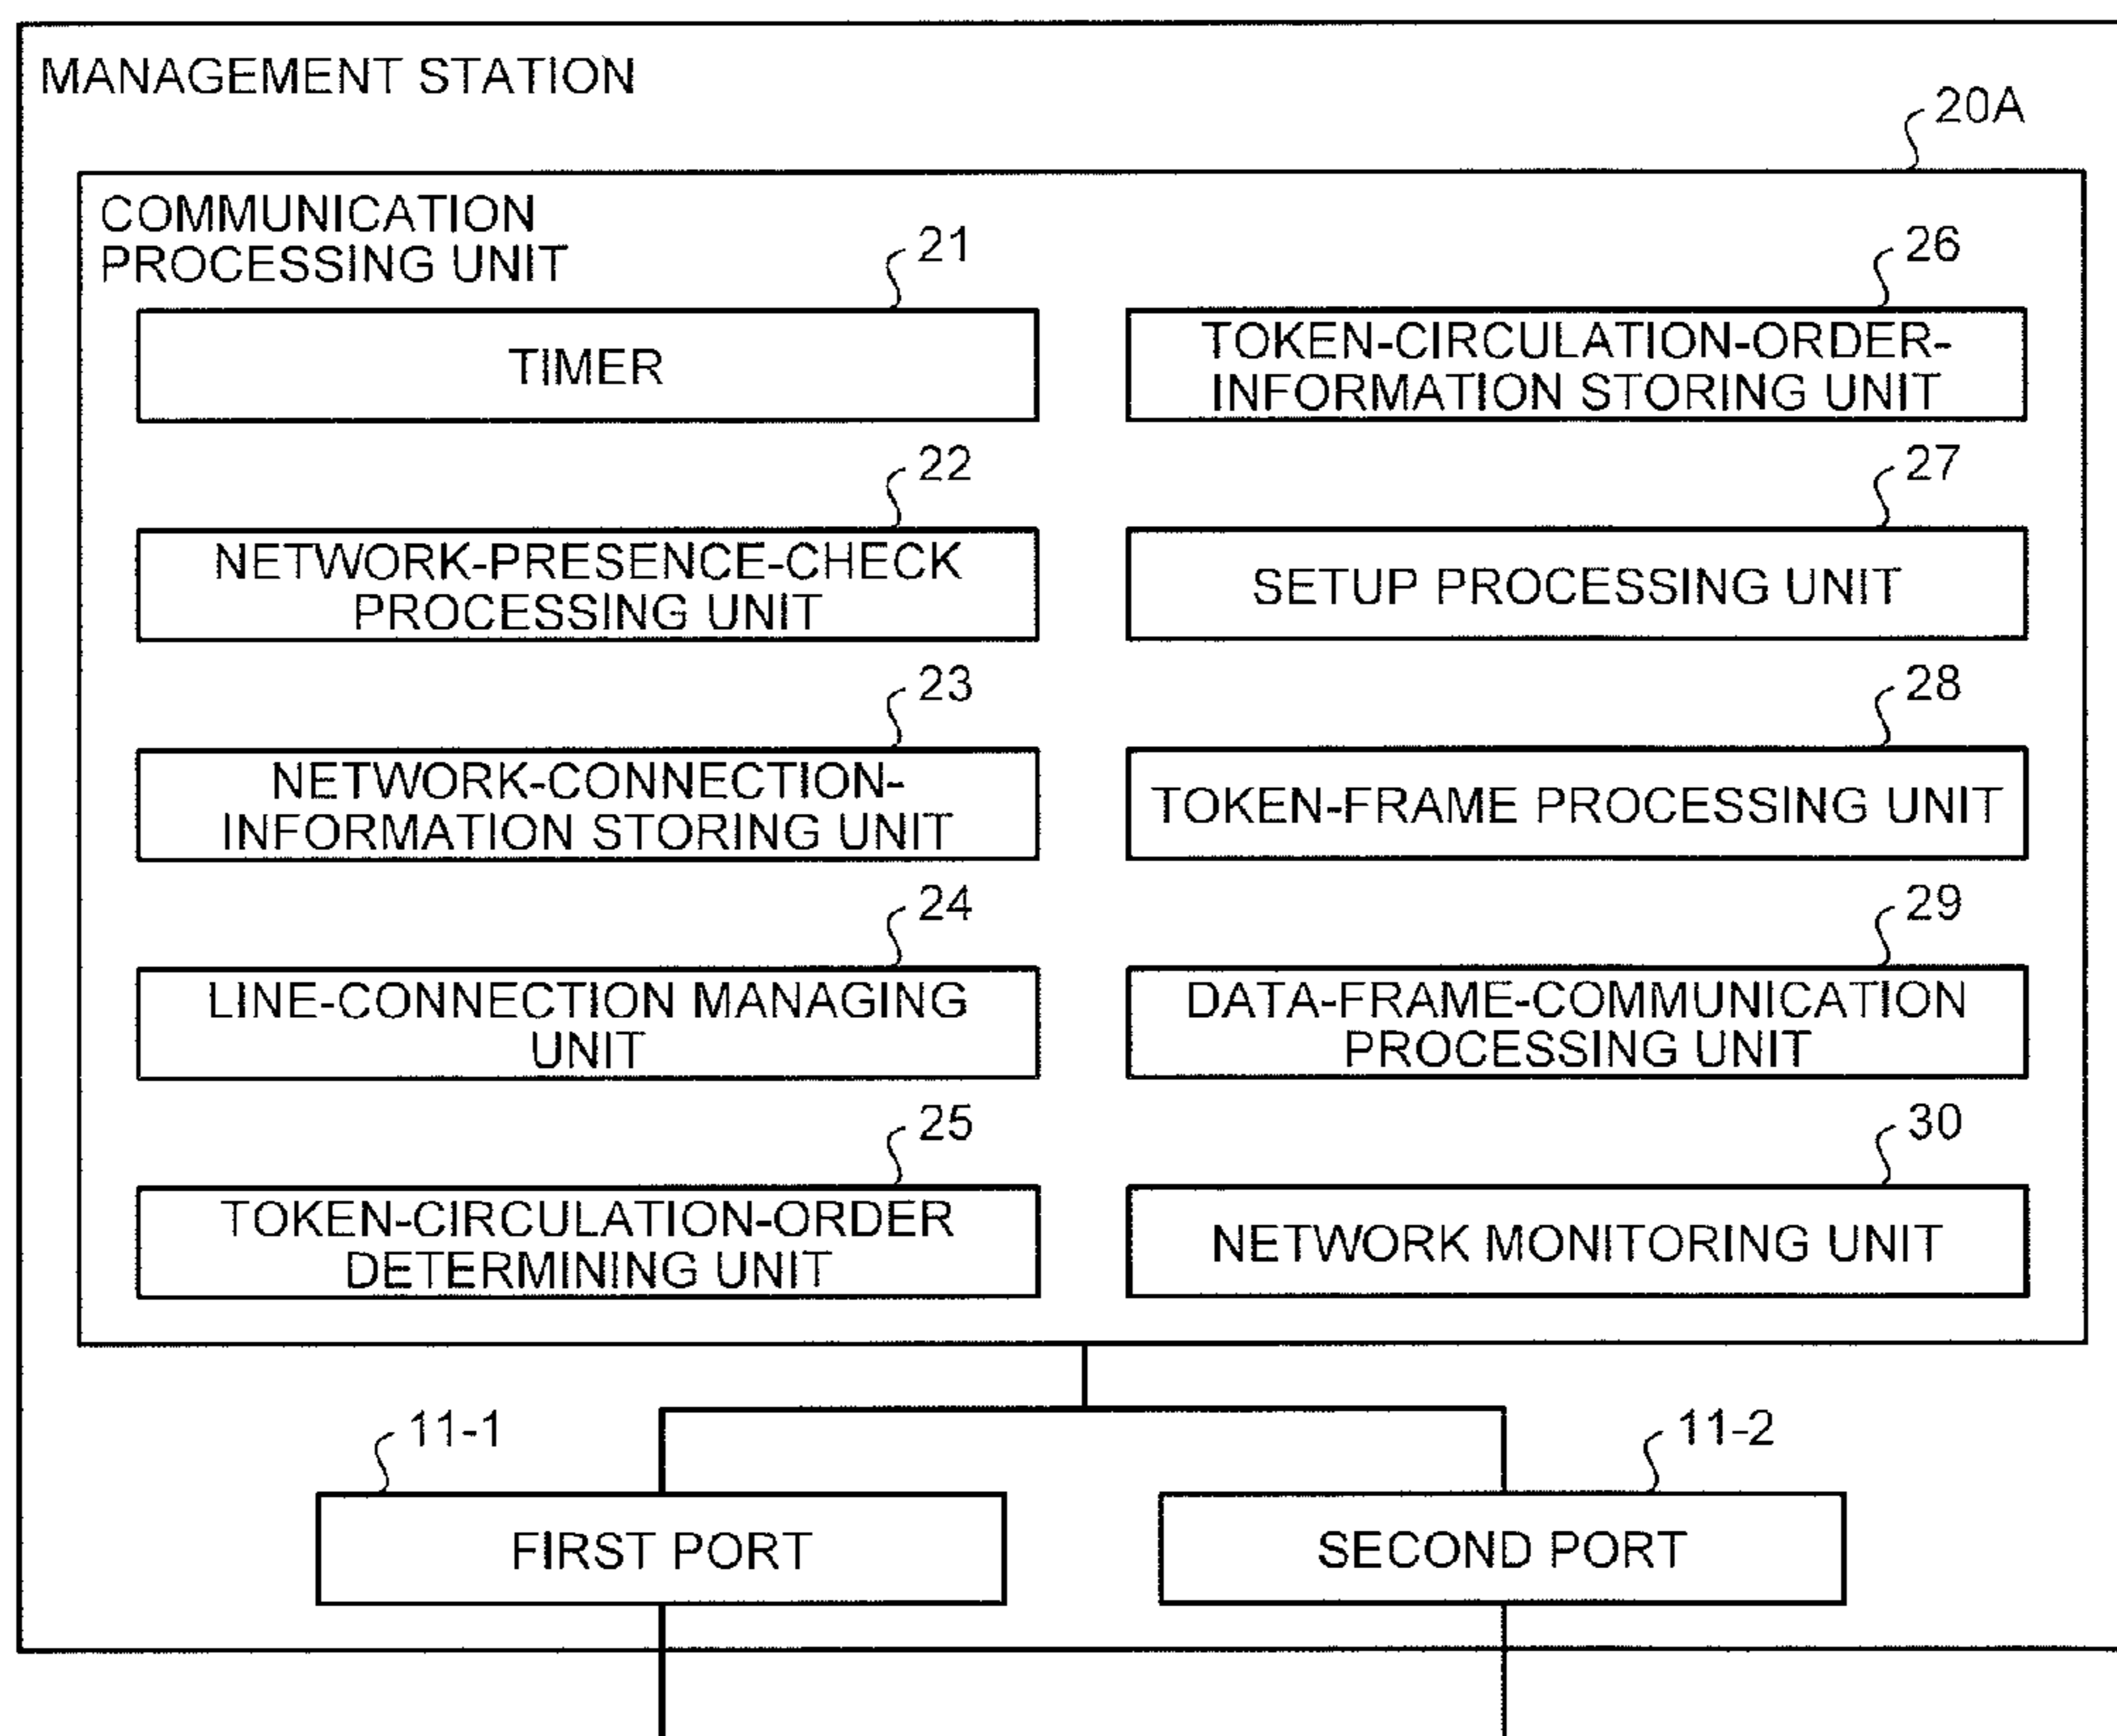 MANAGEMENT STATION
20A
COMMUNICATION
PROCESSING UNIT
21
TIMER
26
TOKEN-CIRCULATION-ORDER-
INFORMATION STORING UNIT
22
NETWORK-PRESENCE-CHECK
PROCESSING UNIT
27
SETUP PROCESSING UNIT
23
NETWORK-CONNECTION-
INFORMATION STORING UNIT
28
TOKEN-FRAME PROCESSING UNIT
24
LINE-CONNECTION MANAGING
UNIT
29
DATA-FRAME-COMMUNICATION
PROCESSING UNIT
25
TOKEN-CIRCULATION-ORDER
DETERMINING UNIT
30
NETWORK MONITORING UNIT
11-1
FIRST PORT
11-2
SECOND PORT